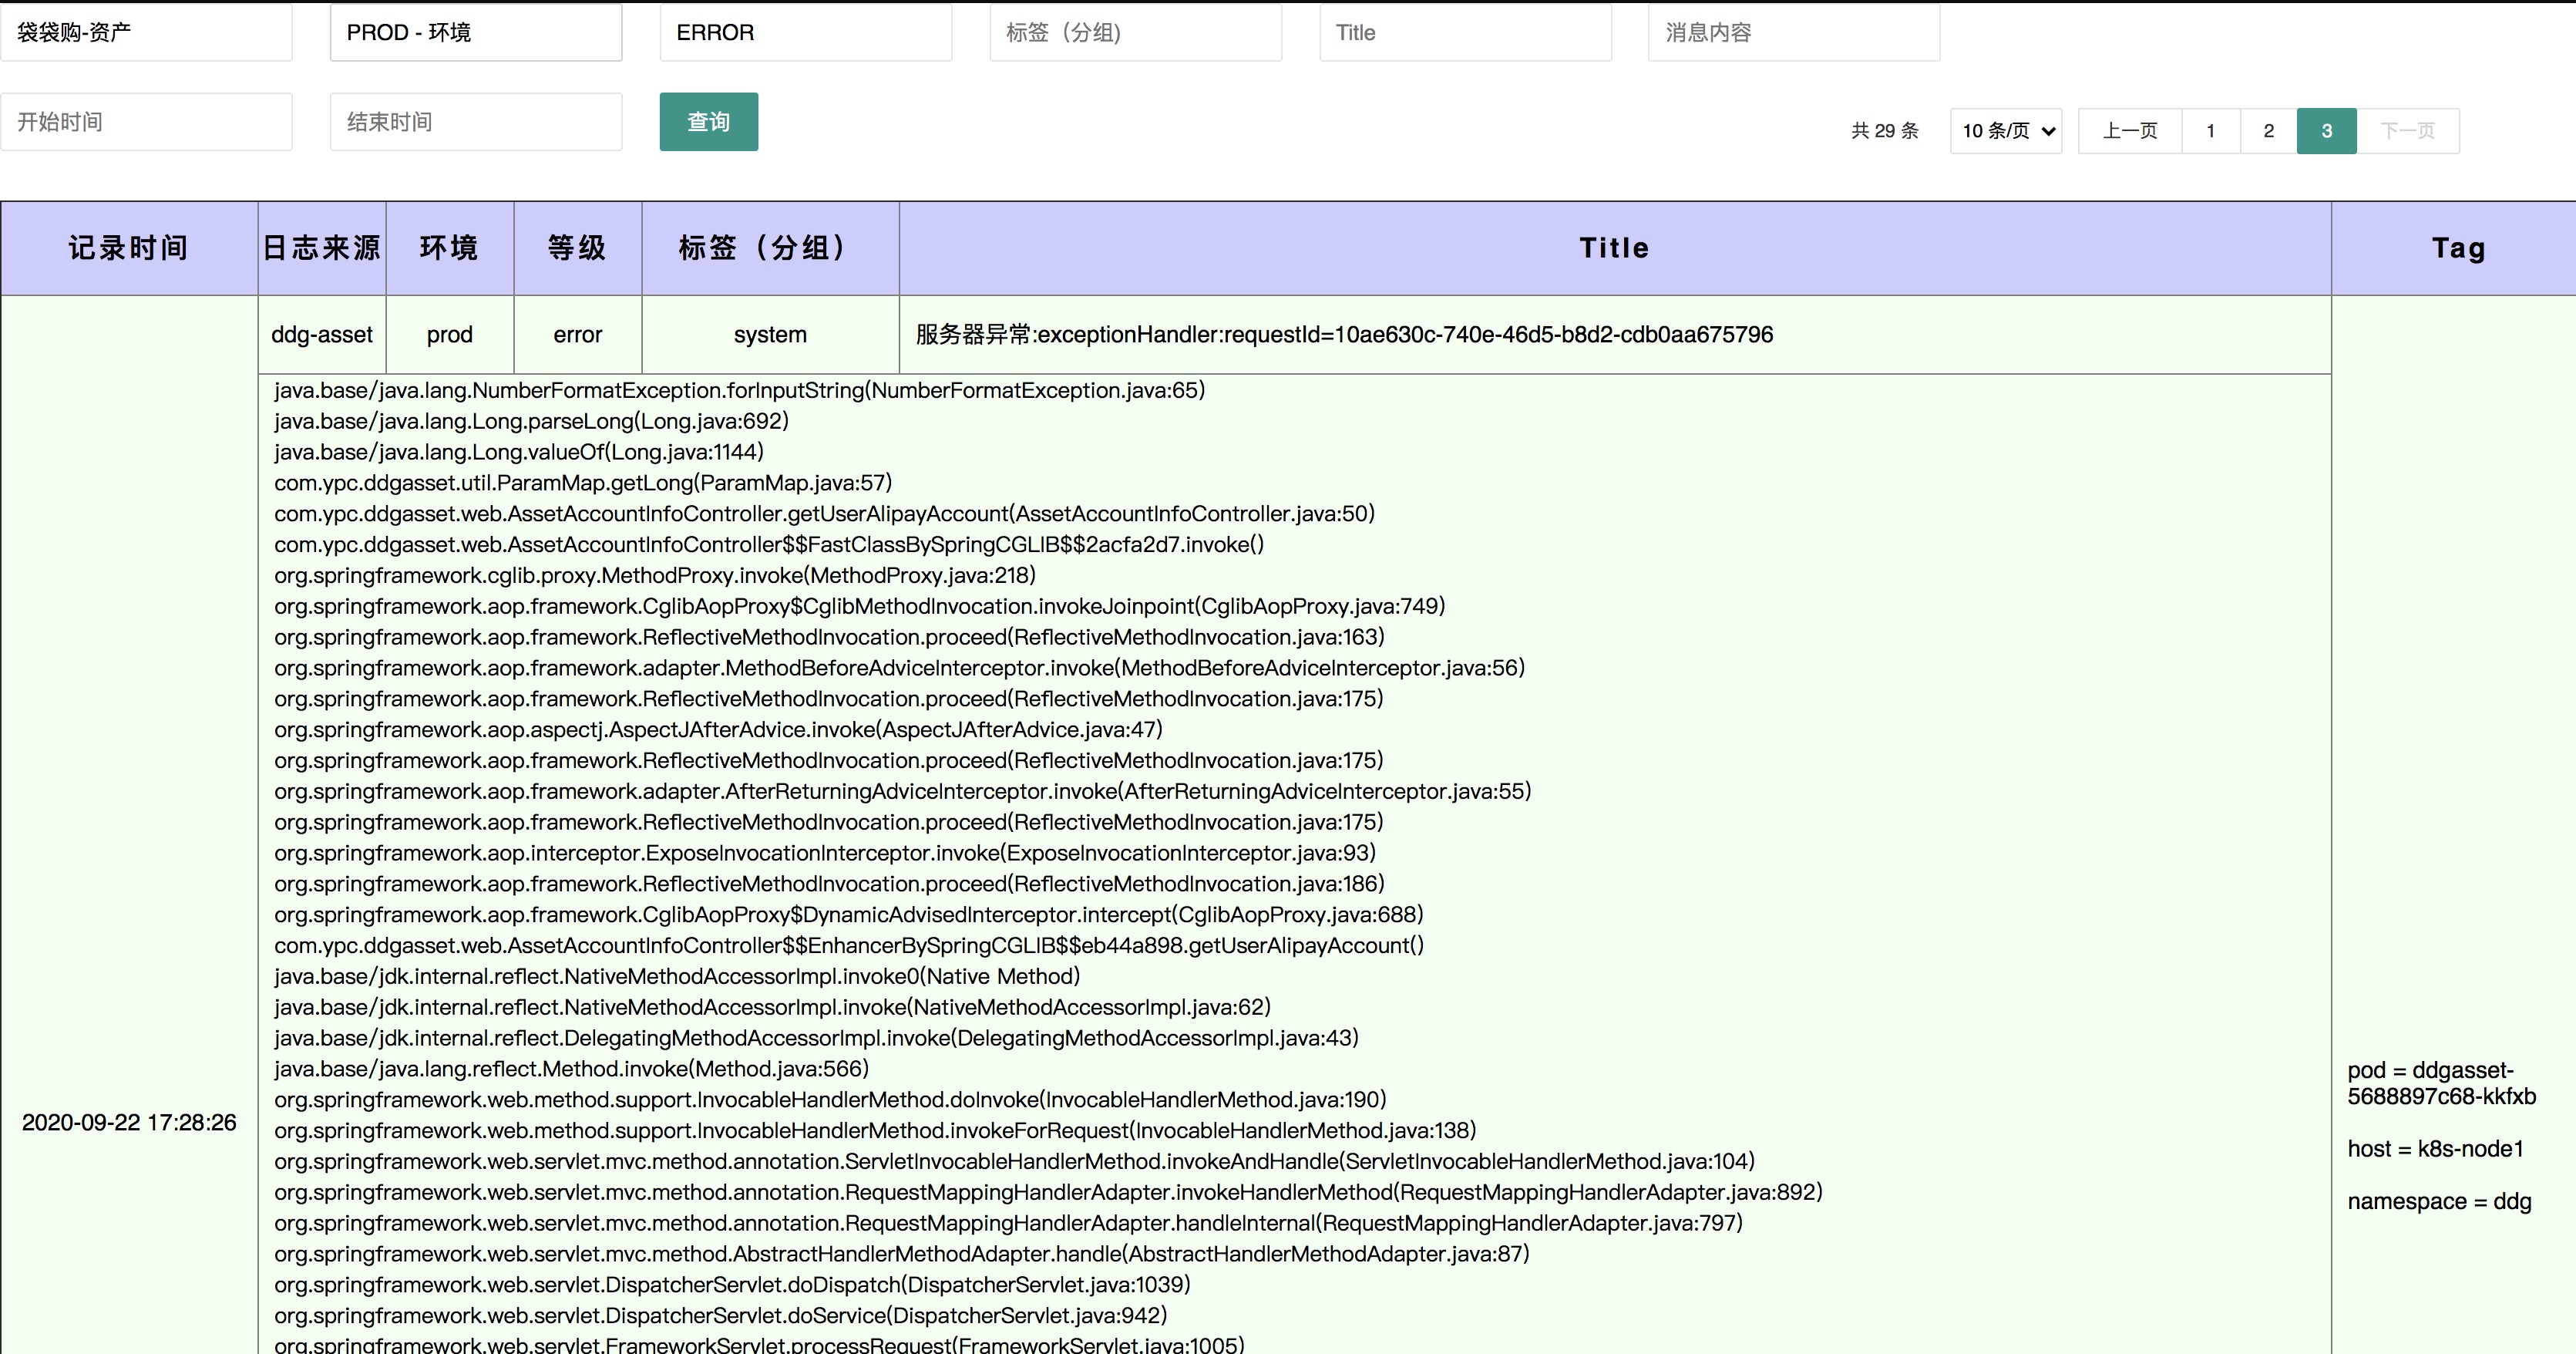 袋袋购-资产
PROD - 环境
ERROR
标签（分组)
Title
消息内容
开始时间
结束时间
查询
共 29 条
10 条/页
上一页
1
2
3
下一页
记录时间
日志来源
环境
等级
标签（分组）
Title
Tag
2020-09-22 17:28:26
ddg-asset
prod
error
system
服务器异常:exceptionHandler:requestId=10ae630c-740e-46d5-b8d2-cdb0aa675796
java.base/java.lang.NumberFormatException.forInputString(NumberFormatException.java:65)
java.base/java.lang.Long.parseLong(Long.java:692)
java.base/java.lang.Long.valueOf(Long.java:1144)
com.ypc.ddgasset.util.ParamMap.getLong(ParamMap.java:57)
com.ypc.ddgasset.web.AssetAccountInfoController.getUserAlipayAccount(AssetAccountInfoController.java:50)
com.ypc.ddgasset.web.AssetAccountInfoController$$FastClassBySpringCGLIB$$2acfa2d7.invoke()
org.springframework.cglib.proxy.MethodProxy.invoke(MethodProxy.java:218)
org.springframework.aop.framework.CglibAopProxy$CglibMethodInvocation.invokeJoinpoint(CglibAopProxy.java:749)
org.springframework.aop.framework.ReflectiveMethodInvocation.proceed(ReflectiveMethodInvocation.java:163)
org.springframework.aop.framework.adapter.MethodBeforeAdviceInterceptor.invoke(MethodBeforeAdviceInterceptor.java:56)
org.springframework.aop.framework.ReflectiveMethodInvocation.proceed(ReflectiveMethodInvocation.java:175)
org.springframework.aop.aspectj.AspectJAfterAdvice.invoke(AspectJAfterAdvice.java:47)
org.springframework.aop.framework.ReflectiveMethodInvocation.proceed(ReflectiveMethodInvocation.java:175)
org.springframework.aop.framework.adapter.AfterReturningAdviceInterceptor.invoke(AfterReturningAdviceInterceptor.java:55)
org.springframework.aop.framework.ReflectiveMethodInvocation.proceed(ReflectiveMethodInvocation.java:175)
org.springframework.aop.interceptor.ExposeInvocationInterceptor.invoke(ExposeInvocationInterceptor.java:93)
org.springframework.aop.framework.ReflectiveMethodInvocation.proceed(ReflectiveMethodInvocation.java:186)
org.springframework.aop.framework.CglibAopProxy$DynamicAdvisedInterceptor.intercept(CglibAopProxy.java:688)
com.ypc.ddgasset.web.AssetAccountInfoController$$EnhancerBySpringCGLIB$$eb44a898.getUserAlipayAccount()
java.base/jdk.internal.reflect.NativeMethodAccessorImpl.invoke0(Native Method)
java.base/jdk.internal.reflect.NativeMethodAccessorImpl.invoke(NativeMethodAccessorImpl.java:62)
java.base/jdk.internal.reflect.DelegatingMethodAccessorImpl.invoke(DelegatingMethodAccessorImpl.java:43)
java.base/java.lang.reflect.Method.invoke(Method.java:566)
org.springframework.web.method.support.InvocableHandlerMethod.doInvoke(InvocableHandlerMethod.java:190)
org.springframework.web.method.support.InvocableHandlerMethod.invokeForRequest(InvocableHandlerMethod.java:138)
org.springframework.web.servlet.mvc.method.annotation.ServletInvocableHandlerMethod.invokeAndHandle(ServletInvocableHandlerMethod.java:104)
org.springframework.web.servlet.mvc.method.annotation.RequestMappingHandlerAdapter.invokeHandlerMethod(RequestMappingHandlerAdapter.java:892)
org.springframework.web.servlet.mvc.method.annotation.RequestMappingHandlerAdapter.handleInternal(RequestMappingHandlerAdapter.java:797)
org.springframework.web.servlet.mvc.method.AbstractHandlerMethodAdapter.handle(AbstractHandlerMethodAdapter.java:87)
org.springframework.web.servlet.DispatcherServlet.doDispatch(DispatcherServlet.java:1039)
org.springframework.web.servlet.DispatcherServlet.doService(DispatcherServlet.java:942)
org.springframework.web.servlet.FrameworkServlet.processRequest(FrameworkServlet.java:1005)
pod = ddgasset-
5688897c68-kkfxb
host = k8s-node1
namespace = ddg